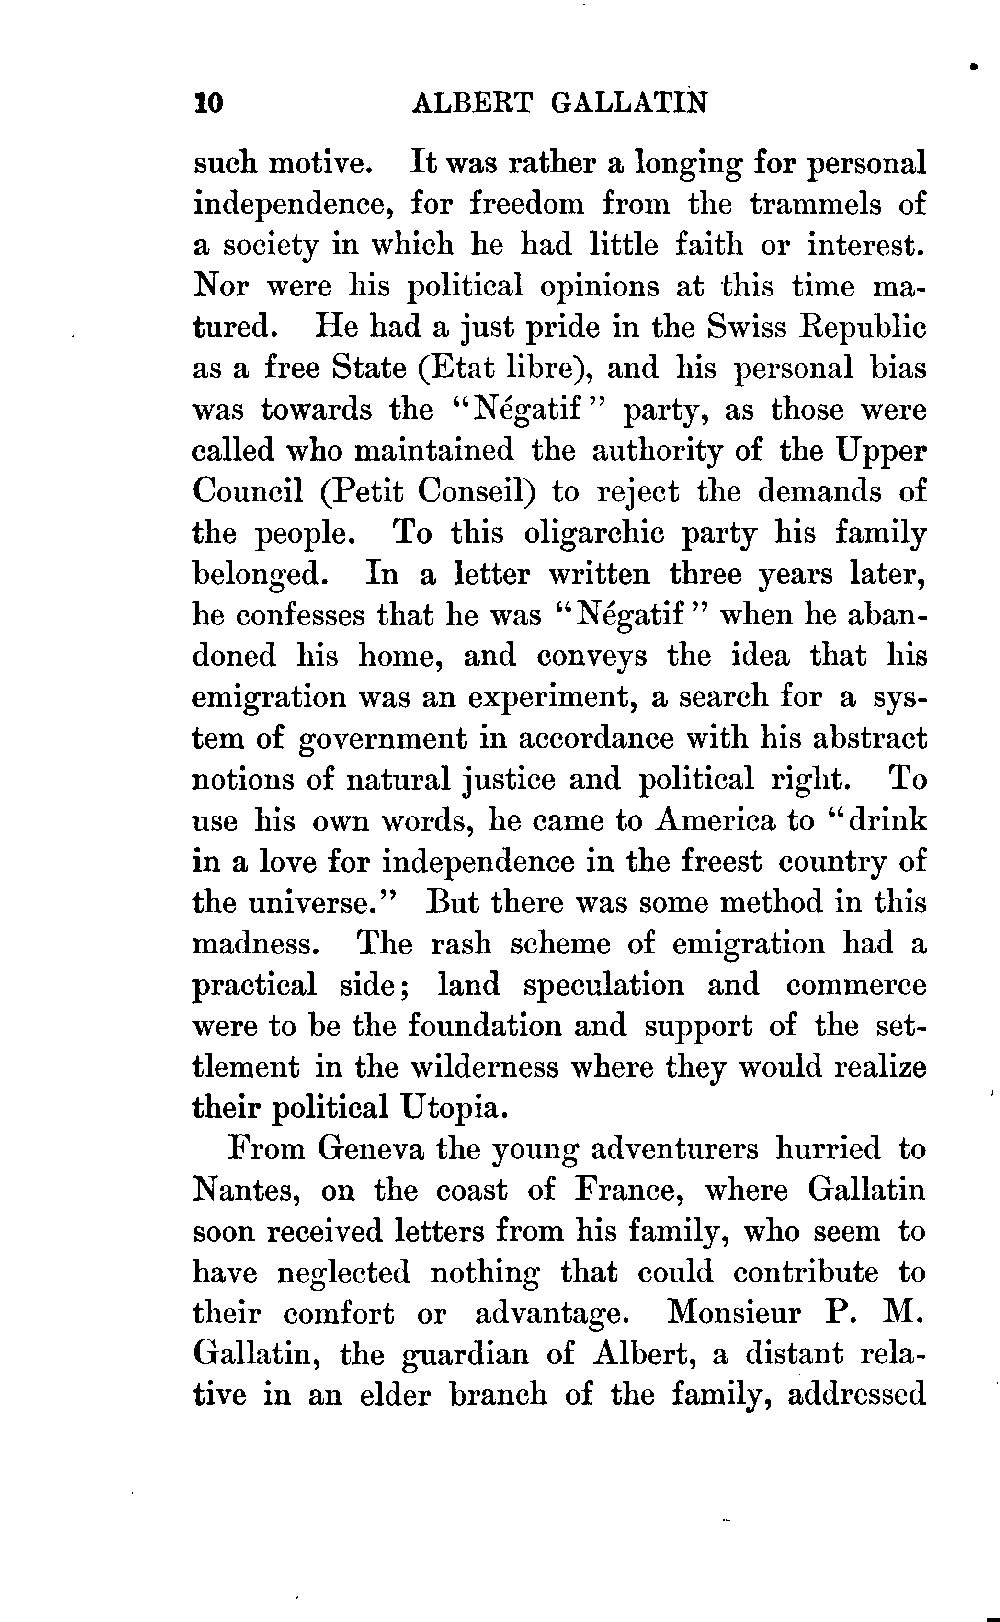 10 ALBERT GALLATIN
such motive. It was rather a longing for personal
independence, for freedom from the trammels of
a society in which he had little faith or interest.
Nor were his political opinions at this time ma-
tured. He had a just pride in the Swiss Republic
as a free State (Etat libre), and his personal bias
was towards the “Négatif” party, as those were
called who maintained the authority of the Upper
Council (Petit Conseil) to reject the demands of
the people. To this oligarchic party his family
belonged. In a letter written three years later,
he confesses that he was “Négatif” when he aban-
doned his home, and conveys the idea that his
emigration was an experiment, a search for a sys-
tem of government in accordance with his abstract
notions of natural justice and political right. To
use his own words, he came to America to “drink
in a love for independence in the freest country of
the universe.” But there was some method in this
madness. The rash scheme of emigration had a
practical side; land speculation and commerce
were to be the foundation and support of the set-
tlement in the wilderness where they would realize
their political Utopia.
From Geneva the young adventurers hurried to
Nantes, on the coast of France, where Gallatin
soon received letters from his family, who seem to
have neglected nothing that could contribute to
their comfort or advantage. Monsieur P. M.
Gallatin, the guardian of Albert, a distant rela-
tive in an elder branch of the family, addressed